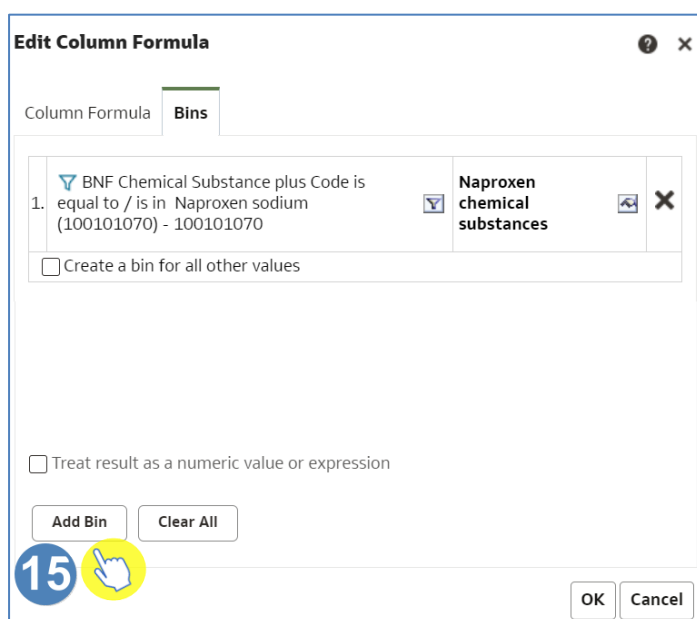 Edit Column Formula
Column Formula
Bins
1.
BNF Chemical Substance plus Code is
equal to / is in  Naproxen sodium
(100101070) - 100101070
Naproxen
chemical
substances
Create a bin for all other values
Treat result as a numeric value or expression
Add Bin
Clear All
15
OK
Cancel